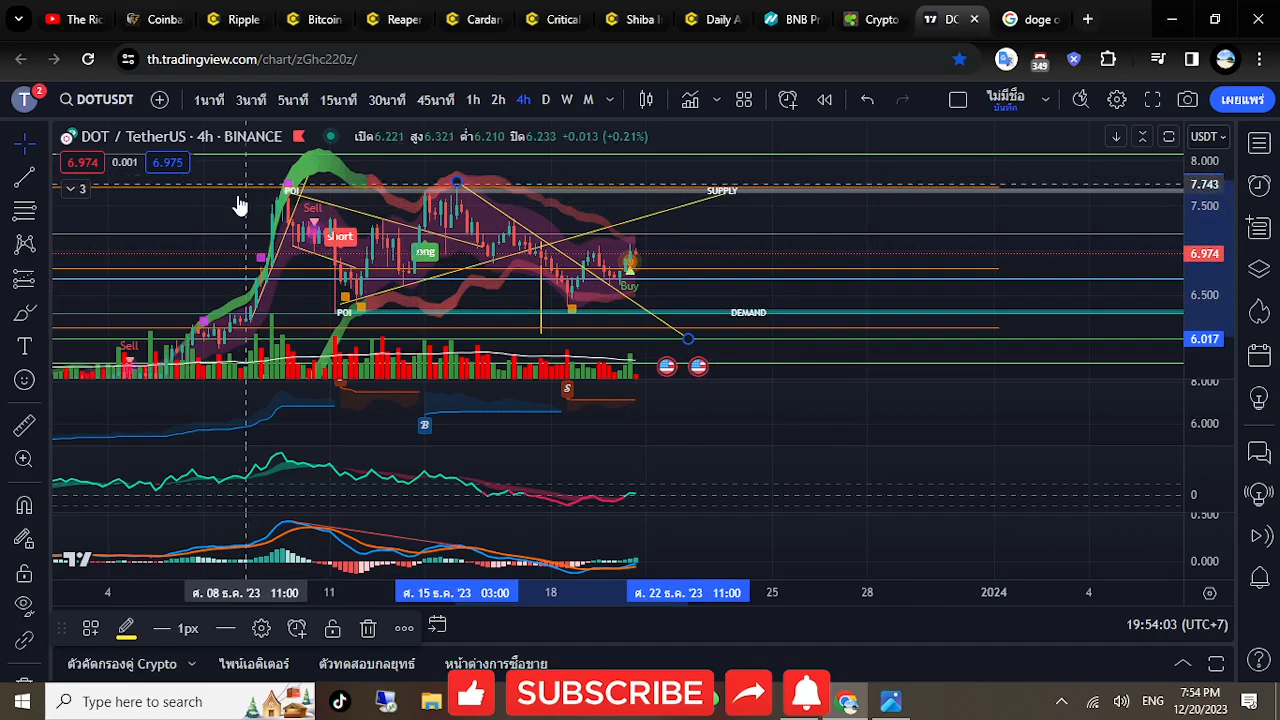 The Ric
Coinba
Ripple
Bitcoin
Reaper
Cardan
Critical
Shiba I
Daily A
BNB Pr
Crypto
DC
doge o
th.tradingview.com/chart/zGhc220z/
349
T
2
DOTUSDT
1นาที
3นาที
5นาที
15นาที
30นาที
45นาที
1h
2h
4h
D
W
M
ไม่มีชื่อ
บันทึก
เผยแพร่
DOT / TetherUS · 4h · BINANCE
เปิด6.221 สูง6.321 ต่ำ6.210 ปิด6.233 +0.013 (+0.21%)
USDT
6.974
0.001
6.975
3
8.000
7.743
7.500
6.974
6.500
6.017
POI
SUPPLY
Sell
short
long
Buy
POI
DEMAND
Sell
S
B
8.000
6.000
0
0.500
0.000
4
ศ. 08 ธ.ค. '23 11:00
11
ศ. 15 ธ.ค. '23 03:00
18
ศ. 22 ธ.ค. '23 11:00
25
28
2024
4
1px
19:54:03 (UTC+7)
ตัวคัดกรองคู่ Crypto
ไพน์เอดิเตอร์
ตัวทดสอบกลยุทธ์
หน้าต่างการซื้อขาย
Type here to search
SUBSCRIBE
ENG
7:54 PM
12/20/2023